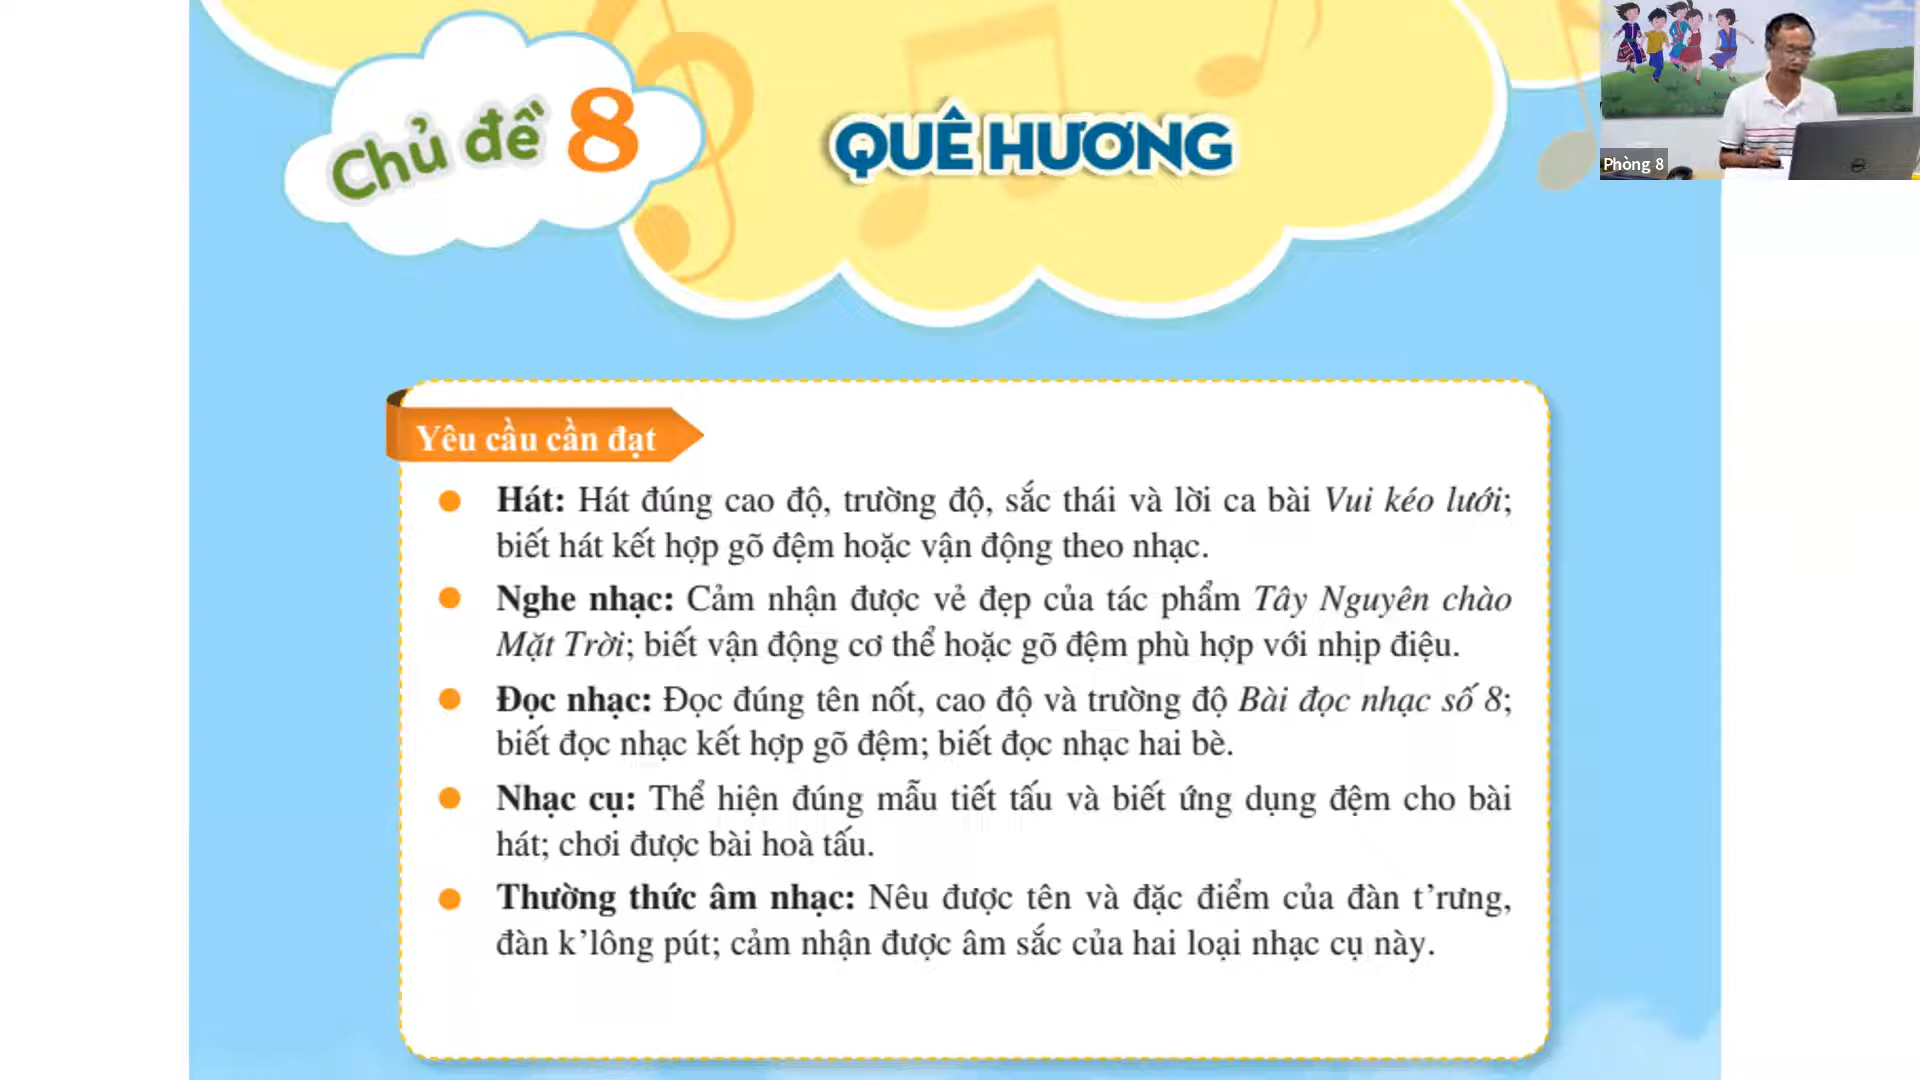 Chủ đề 8
QUÊ HƯƠNG
Phòng 8
Yêu cầu cần đạt
Hát: Hát đúng cao độ, trường độ, sắc thái và lời ca bài Vui kéo lưới;
biết hát kết hợp gõ đệm hoặc vận động theo nhạc.
Nghe nhạc: Cảm nhận được vẻ đẹp của tác phẩm Tây Nguyên chào
Mặt Trời; biết vận động cơ thể hoặc gõ đệm phù hợp với nhịp điệu.
Đọc nhạc: Đọc đúng tên nốt, cao độ và trường độ Bài đọc nhạc số 8;
biết đọc nhạc kết hợp gõ đệm; biết đọc nhạc hai bè.
Nhạc cụ: Thể hiện đúng mẫu tiết tấu và biết ứng dụng đệm cho bài
hát; chơi được bài hoà tấu.
Thường thức âm nhạc: Nêu được tên và đặc điểm của đàn t’rưng,
đàn k’lông pút; cảm nhận được âm sắc của hai loại nhạc cụ này.